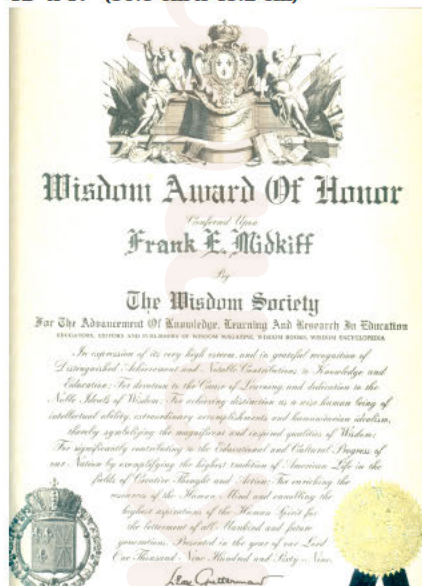 Wisdom Award Of Honor
Conferred Upon
Frank E. Midkiff
By
The Wisdom Society
For The Advancement Of Knowledge, Learning And Research In Education
EDUCATORS, EDITORS AND PUBLISHERS OF WISDOM MAGAZINE, WISDOM BOOKS, WISDOM ENCYCLOPEDIA
In expression of its very high esteem, and in grateful recognition of
Distinguished Achievement and Notable Contributions to Knowledge and
Education: For devotion to the Cause of Learning, and dedication to the
Noble Ideals of Wisdom: For achieving distinction as a wise human being of
intellectual ability, extraordinary accomplishments and humanitarian idealism,
thereby symbolizing the magnificent and inspired qualities of Wisdom:
For significantly contributing to the Educational and Cultural Progress of
our Nation by exemplifying the highest tradition of American Life in the
fields of Creative Thought and Action: For enriching the
resources of the Human Mind and ennobling the
highest aspirations of the Human Spirit for
the betterment of all Mankind and future
generations. Presented in the year of our Lord
One Thousand Nine Hundred and Sixty-Nine.
Leon Gutterman